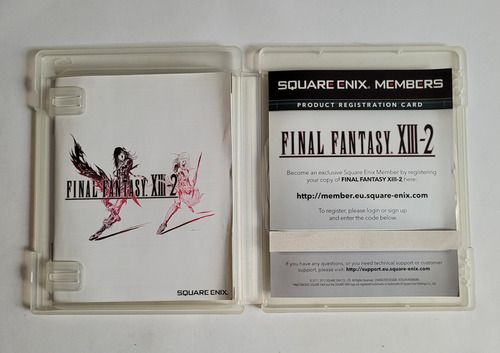 FINAL FANTASY XIII-2
SQUARE ENIX.
SQUARE ENIX. MEMBERS
PRODUCT REGISTRATION CARD
FINAL FANTASY. XIII-2
Become an exclusive Square Enix Member by registering
your copy of FINAL FANTASY XIII-2 here:
http://member.eu.square-enix.com
To register, please login or sign up
and enter the code below.
If you have any questions, or you need technical support or customer
support, please visit: http://support.eu.square-enix.com